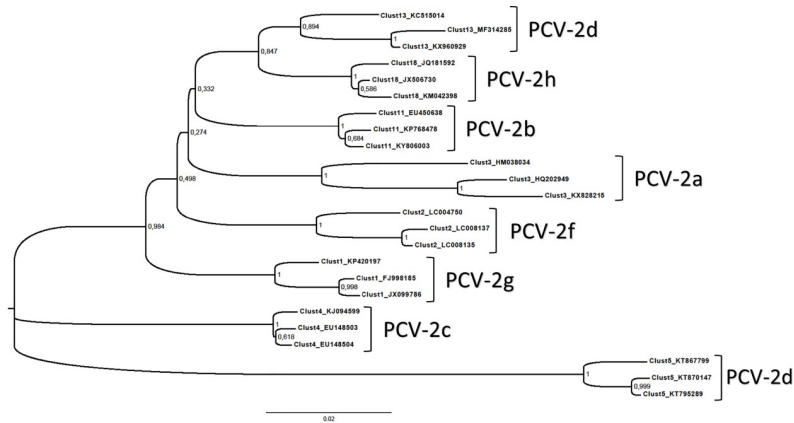 Clust13_KC515014
0,894
Clust13_MF314285
1
Clust13_KX960929
PCV-2d
0,847
Clust18_JQ181592
1
Clust18_JX506730
0,586
Clust18_KM042398
PCV-2h
0,332
Clust11_EU450638
1
Clust11_KP768478
0,684
Clust11_KY806003
PCV-2b
0,274
Clust3_HM038034
1
Clust3_HQ202949
1
Clust3_KX828215
PCV-2a
0,498
Clust2_LC004750
1
Clust2_LC008137
1
Clust2_LC008135
PCV-2f
0,984
Clust1_KP420197
1
Clust1_FJ998185
0,998
Clust1_JX099786
PCV-2g
Clust4_KJ094599
1
Clust4_EU148503
0,618
Clust4_EU148504
PCV-2c
Clust5_KT867799
1
Clust5_KT870147
0,999
Clust5_KT795289
PCV-2d
0.02